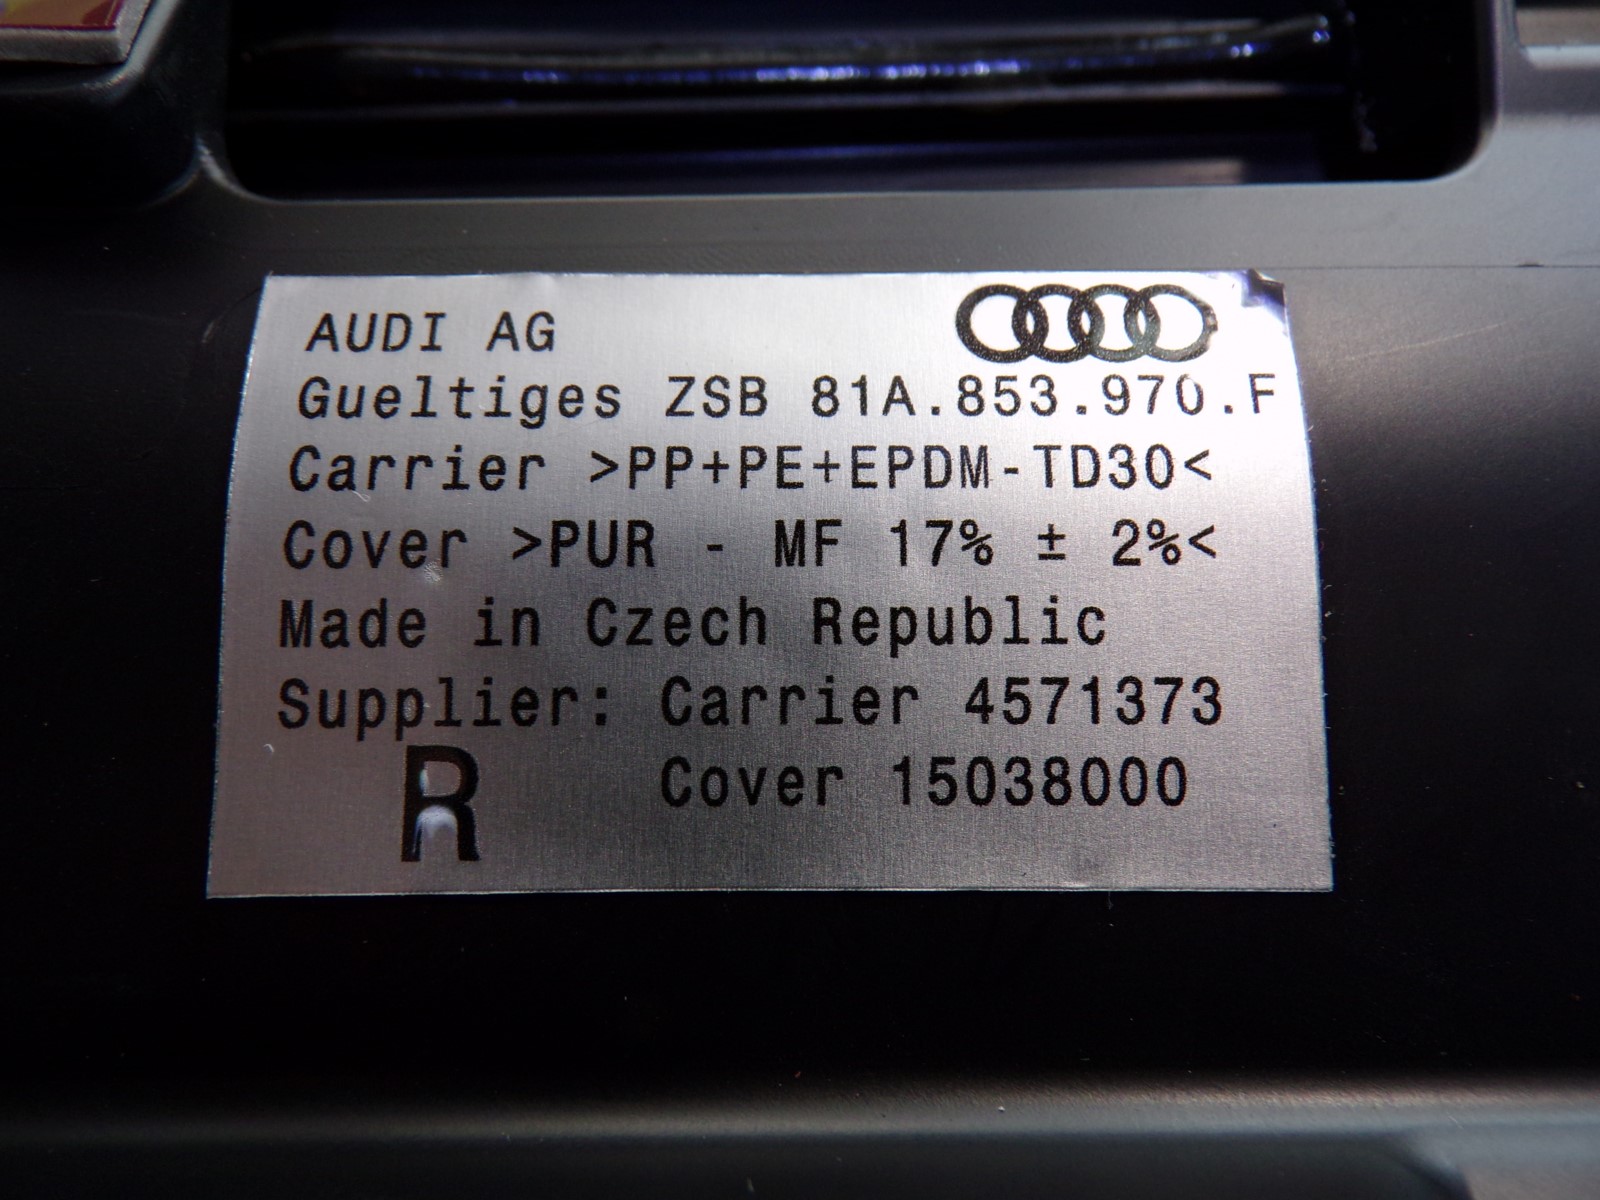 AUDI AG
Gueltiges ZSB 81A.853.970.F
Carrier >PP+PE+EPDM-TD30<
Cover >PUR - MF 17% ± 2%<
Made in Czech Republic
Supplier: Carrier 4571373
R Cover 15038000